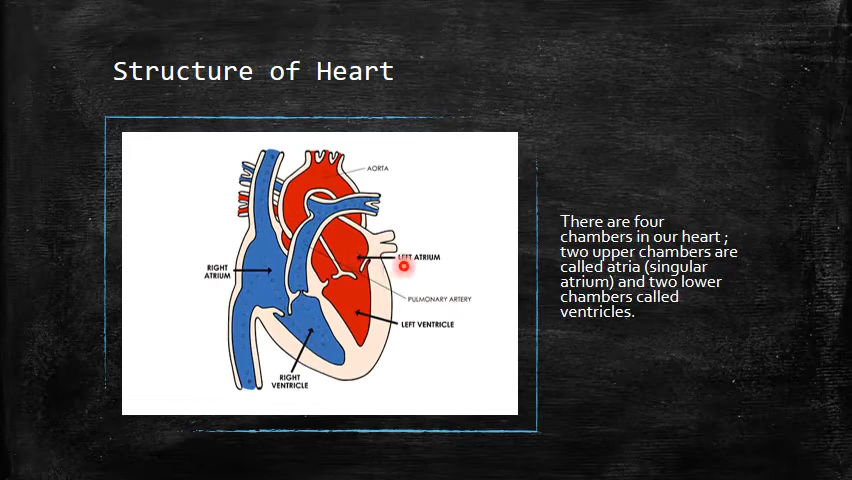 Structure of Heart
AORTA
LEFT ATRIUM
RIGHT
ATRIUM
PULMONARY ARTERY
LEFT VENTRICLE
RIGHT
VENTRICLE
There are four
chambers in our heart ;
two upper chambers are
called atria (singular
atrium) and two lower
chambers called
ventricles.